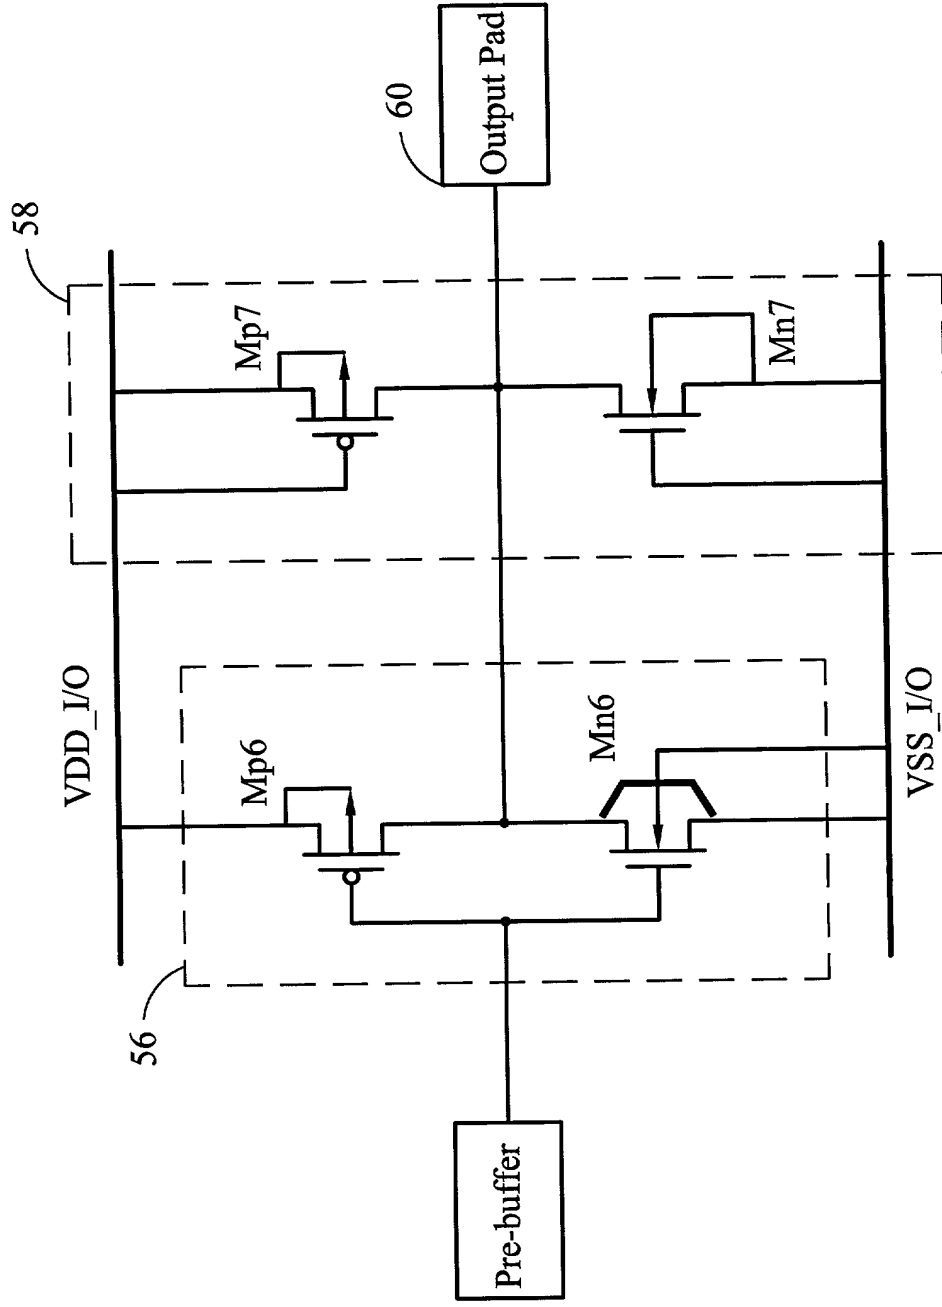 58
60
VDD_I/O
56
Mp6
Mp7
Pre-buffer
Output Pad
Mn6
Mn7
VSS_I/O